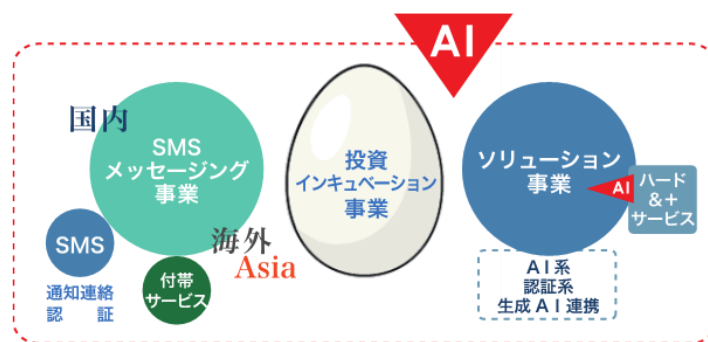 AI
国内
SMS
メッセージング
事業
SMS
通知連絡
認　証
付帯
サービス
海外
Asia
投資
インキュベーション
事業
ソリューション
事業
AI
ハード
&＋
サービス
AI系
認証系
生成AI連携